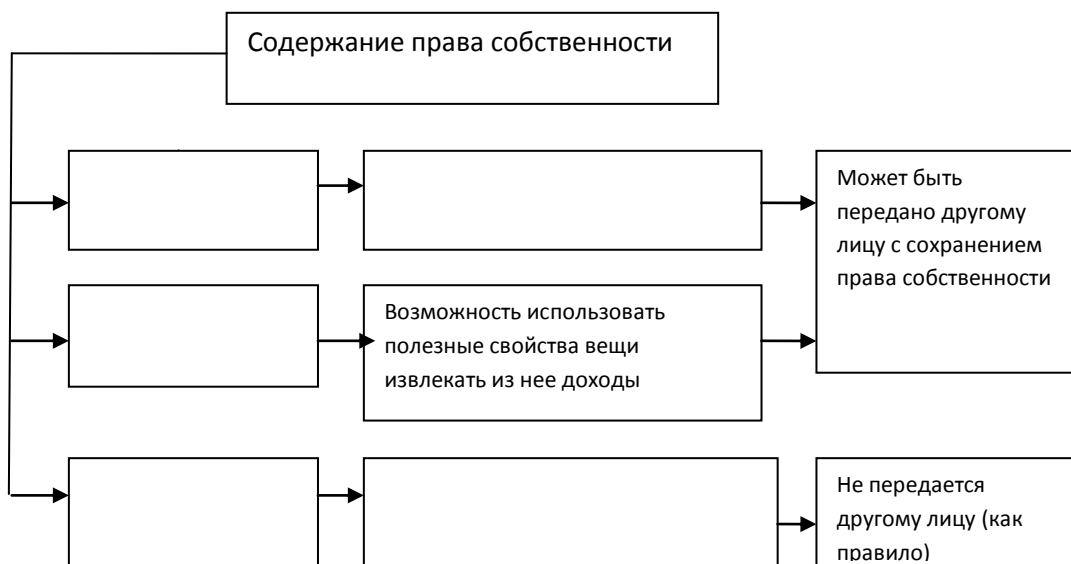 Содержание права собственности
Может быть
передано другому
лицу с сохранением
права собственности
Возможность использовать
полезные свойства вещи
извлекать из нее доходы
Не передается
другому лицу (как
правило)